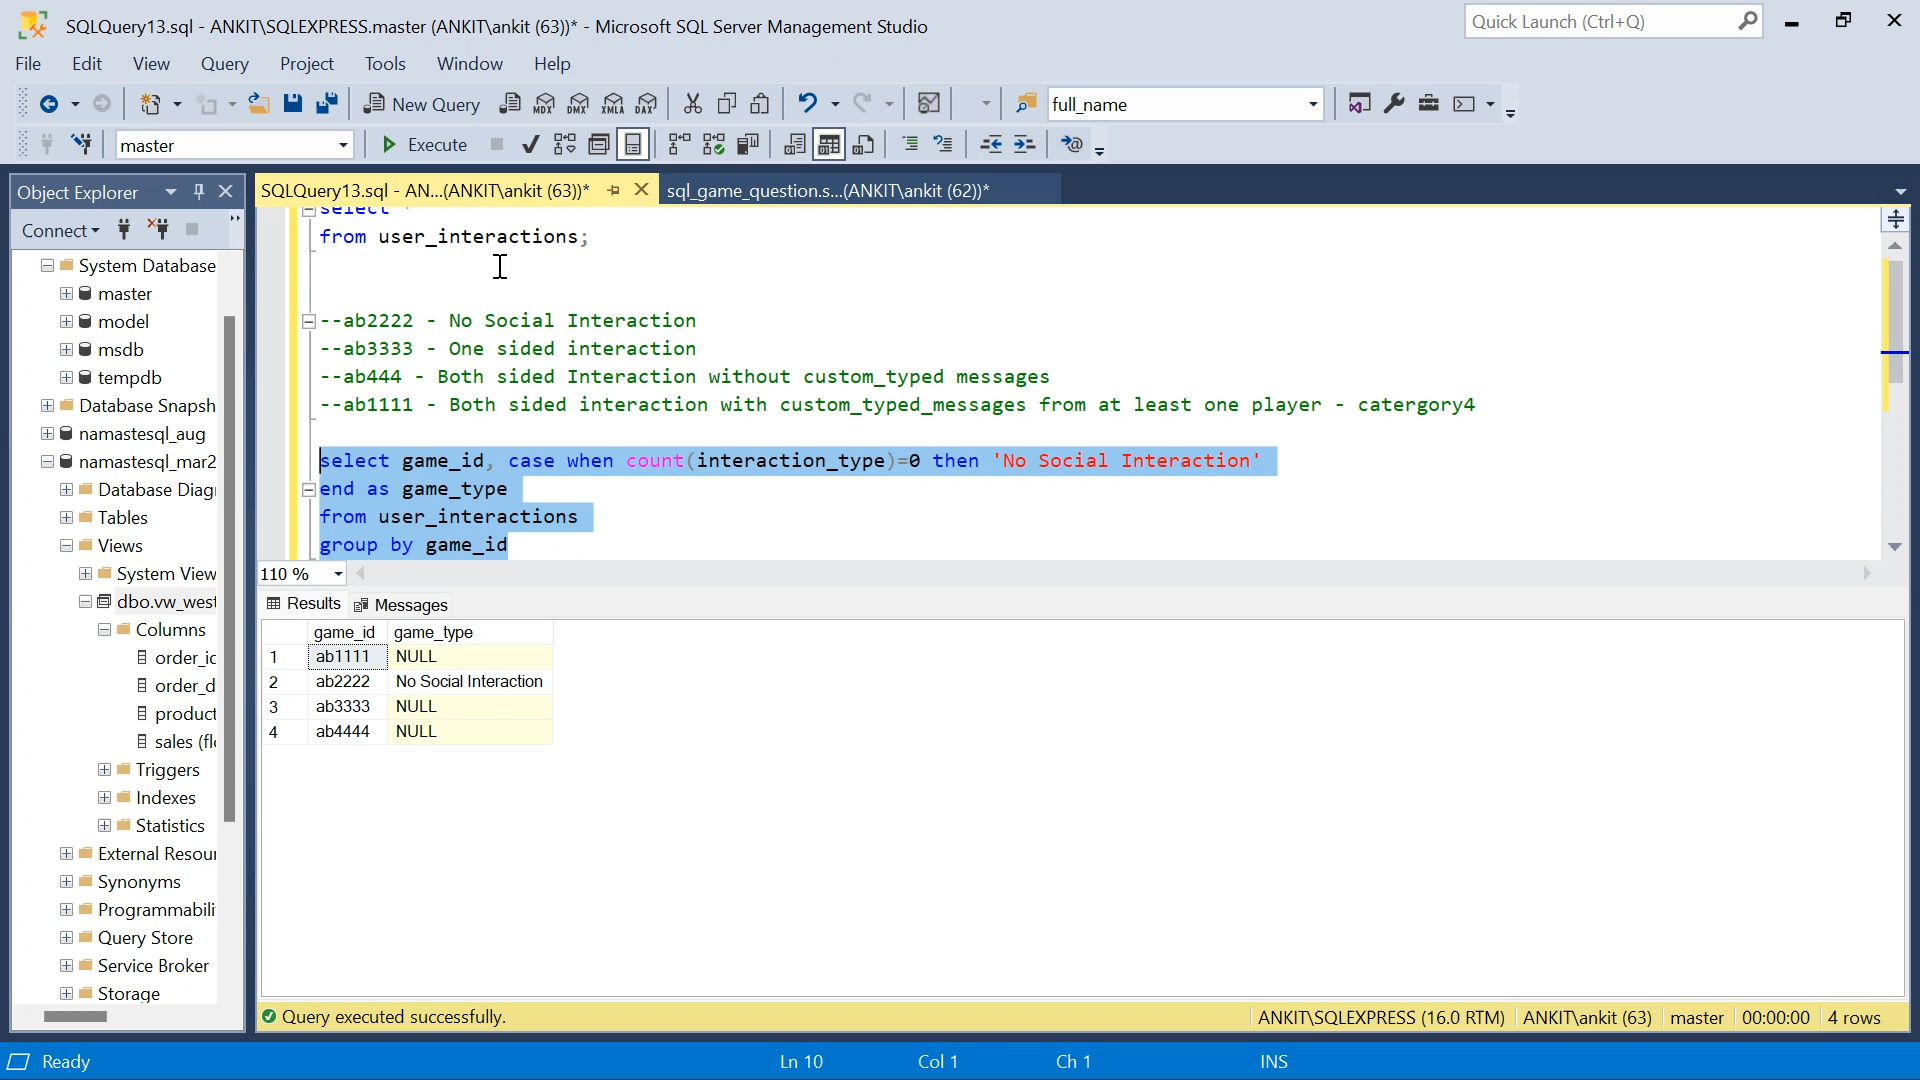 SQLQuery13.sql - ANKIT\SQLEXPRESS.master (ANKIT\ankit (63))* - Microsoft SQL Server Management Studio
Quick Launch (Ctrl+Q)
File Edit View Query Project Tools Window Help
New Query MDX DMX XMLA DAX full_name
master Execute
Object Explorer
SQLQuery13.sql - AN...(ANKIT\ankit (63))* sql_game_question.s...(ANKIT\ankit (62))*
Connect
System Database
master
model
msdb
tempdb
Database Snapsh
namastesql_aug
namastesql_mar2
Database Diag
Tables
Views
System View
dbo.vw_west
Columns
order_ic
order_d
product
sales (flo
Triggers
Indexes
Statistics
External Resou
Synonyms
Programmabili
Query Store
Service Broker
Storage
select *
from user_interactions;
--ab2222 - No Social Interaction
--ab3333 - One sided interaction
--ab444 - Both sided Interaction without custom_typed messages
--ab1111 - Both sided interaction with custom_typed_messages from at least one player - catergory4
select game_id, case when count(interaction_type)=0 then 'No Social Interaction'
end as game_type
from user_interactions
group by game_id
110 %
Results Messages
game_id game_type
1 ab1111 NULL
2 ab2222 No Social Interaction
3 ab3333 NULL
4 ab4444 NULL
Query executed successfully. ANKIT\SQLEXPRESS (16.0 RTM) ANKIT\ankit (63) master 00:00:00 4 rows
Ready Ln 10 Col 1 Ch 1 INS